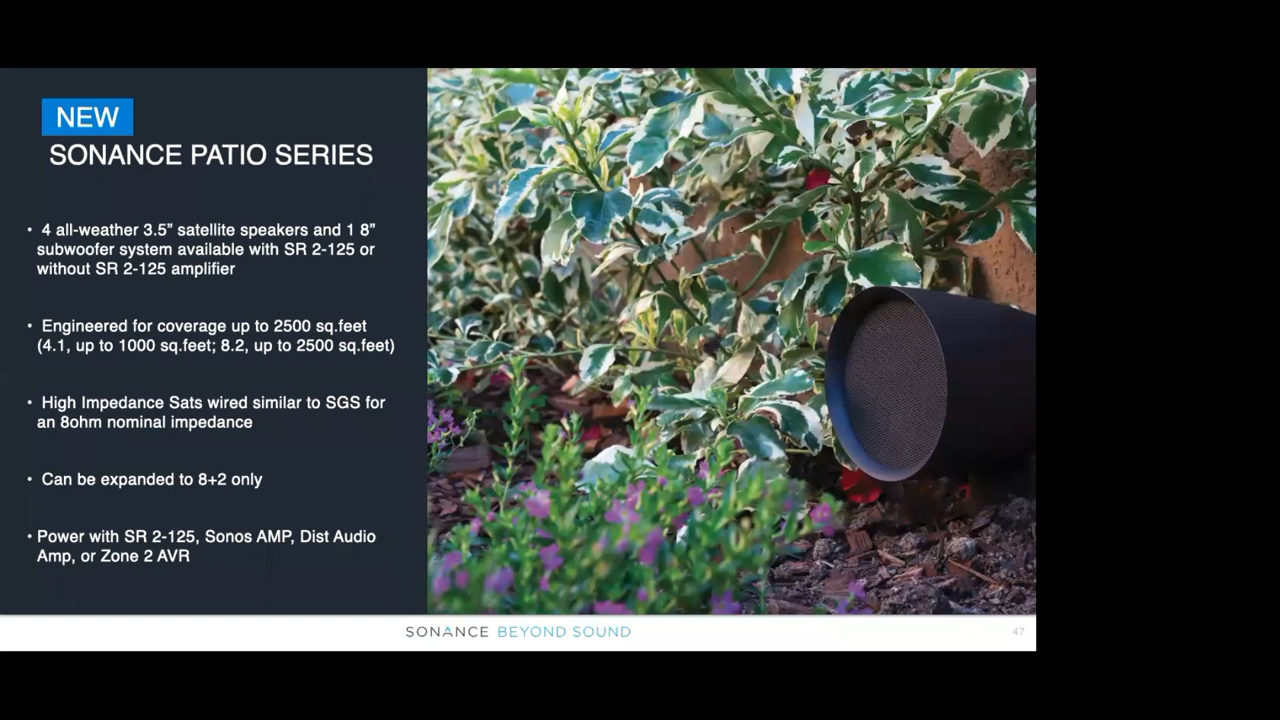 NEW
SONANCE PATIO SERIES
• 4 all-weather 3.5” satellite speakers and 1 8”
subwoofer system available with SR 2-125 or
without SR 2-125 amplifier
• Engineered for coverage up to 2500 sq.feet
(4.1, up to 1000 sq.feet; 8.2, up to 2500 sq.feet)
• High Impedance Sats wired similar to SGS for
an 8ohm nominal impedance
• Can be expanded to 8+2 only
• Power with SR 2-125, Sonos AMP, Dist Audio
Amp, or Zone 2 AVR
SONANCE BEYOND SOUND
47